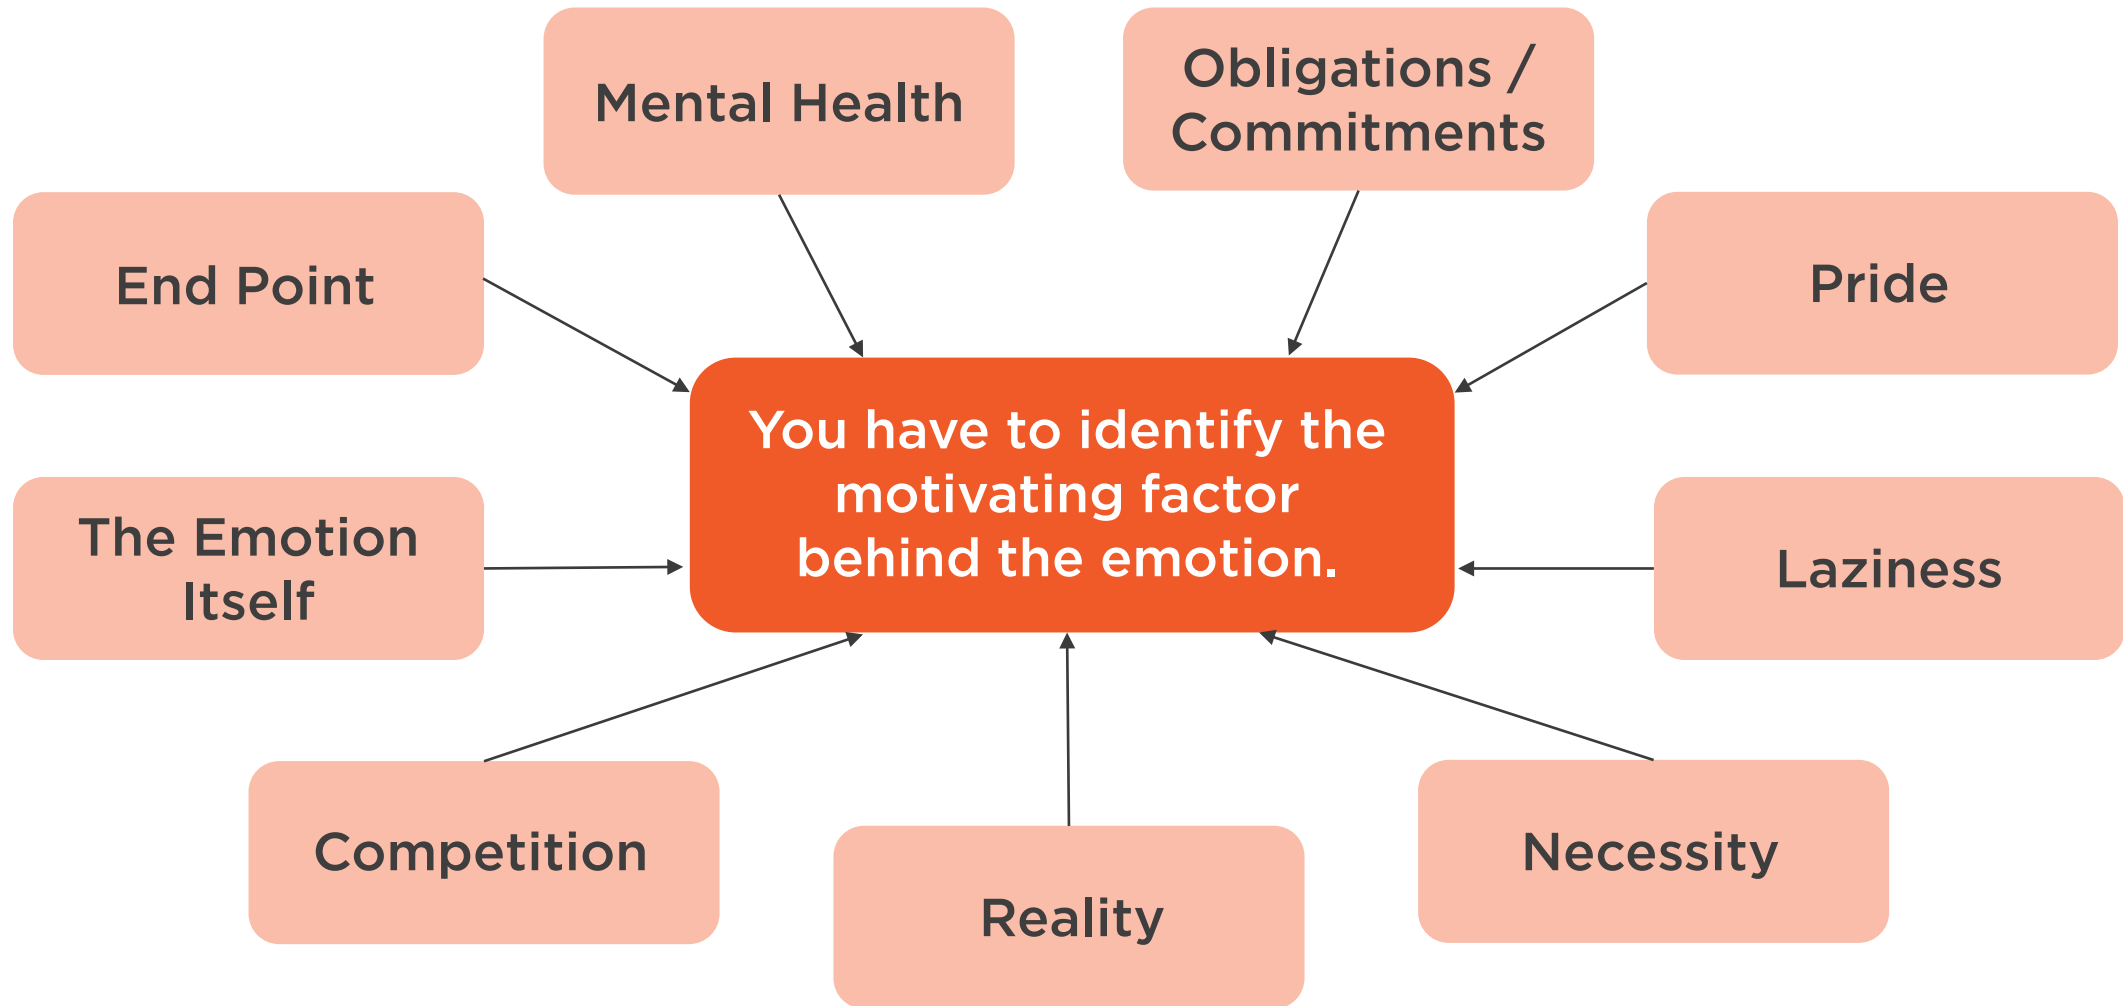 Mental Health
Obligations /
Commitments
End Point
Pride
You have to identify the
motivating factor
behind the emotion.
The Emotion
Itself
Laziness
Competition
Reality
Necessity